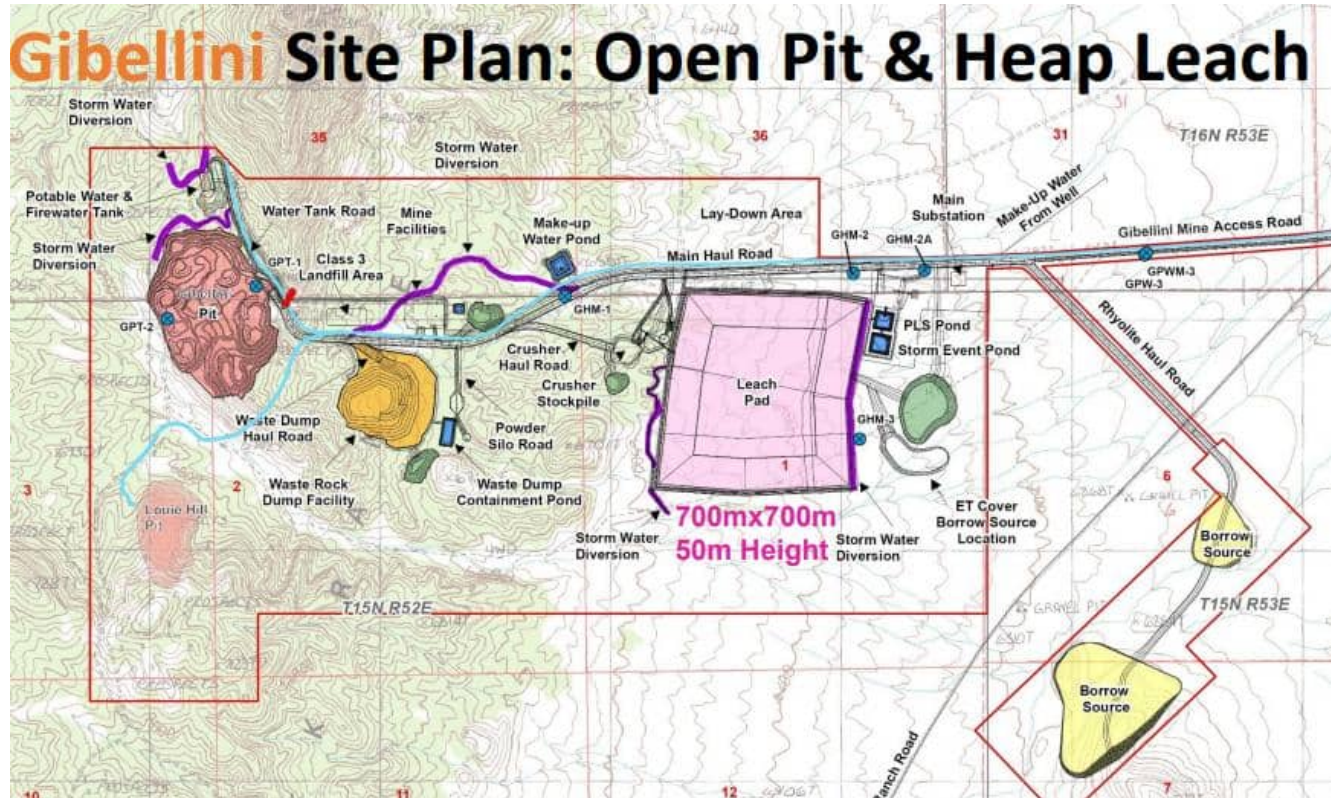 Gibellini Site Plan: Open Pit & Heap Leach
Storm Water
Diversion
35
36
31
T16N R53E
Storm Water
Diversion
Potable Water &
Firewater Tank
Water Tank Road
Mine
Facilities
Make-up
Water Pond
Lay-Down Area
Main
Substation
Make-Up Water
From Well
Storm Water
Diversion
GPT-1
Class 3
Landfill Area
Main Haul Road
GHM-2
GHM-2A
Gibellini Mine Access Road
GPWM-3
GPW-3
Pit
GPT-2
GHM-1
Crusher
Haul Road
Crusher
Stockpile
Leach
Pad
PLS Pond
Storm Event Pond
Rhyolite Haul Road
Waste Dump
Haul Road
Powder
Silo Road
GHM-3
Waste Rock
Dump Facility
Waste Dump
Containment Pond
3
2
1
6
Louie Hill
Pit
700mx700m
50m Height
Storm Water
Diversion
Storm Water
Diversion
ET Cover
Borrow Source
Location
GRAVEL PIT
Borrow
Source
T15N R52E
GRAVEL PIT
T15N R53E
Borrow
Source
Ranch Road
10
11
12
7